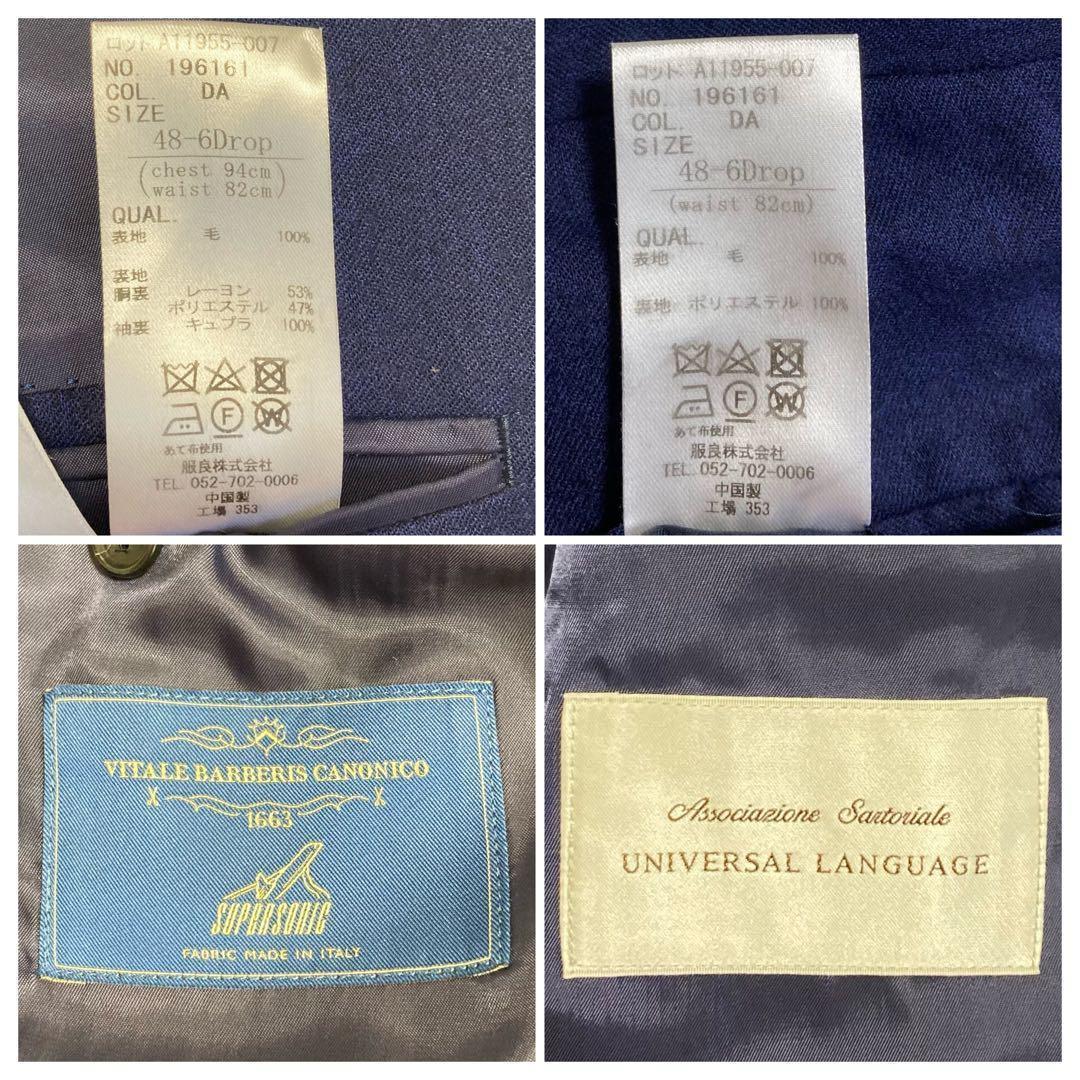 ロット A11955-007
NO. 196161
COL. DA
SIZE
48-6Drop
(chest 94cm
waist 82cm)
QUAL.
表地 毛 100%
裏地
胴裏 レーヨン 53%
ポリエステル 47%
袖裏 キュプラ 100%
F W
あて布使用
服良株式会社
TEL. 052-702-0006
中国製
工場 353
ロット A11955-007
NO. 196161
COL. DA
SIZE
48-6Drop
(waist 82cm)
QUAL.
表地 毛 100%
裏地 ポリエステル 100%
F W
あて布使用
服良株式会社
TEL. 052-702-0006
中国製
工場 353
VITALE BARBERIS CANONICO
1663
SUPERSONIC
FABRIC MADE IN ITALY
Associazione Sartoriale
UNIVERSAL LANGUAGE